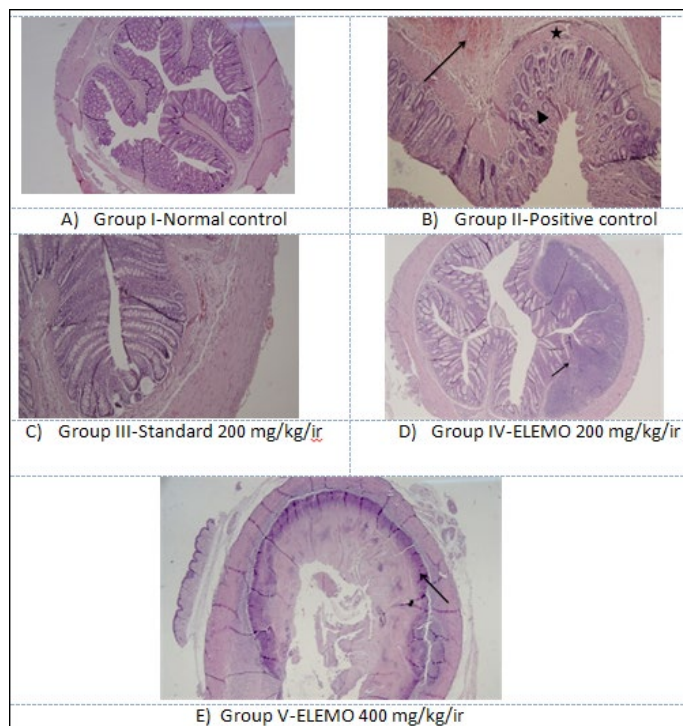 A) Group I-Normal control
B) Group II-Positive control
C) Group III-Standard 200 mg/kg/ir
D) Group IV-ELEMO 200 mg/kg/ir
E) Group V-ELEMO 400 mg/kg/ir